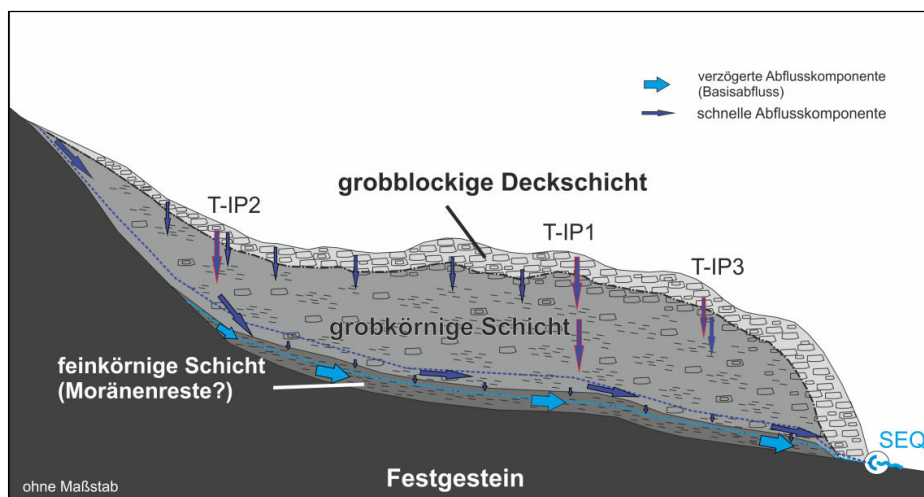 verzögerte Abflusskomponente
(Basisabfluss)
schnelle Abflusskomponente
grobblockige Deckschicht
T-IP2
T-IP1
T-IP3
grobkörnige Schicht
feinkörnige Schicht
(Moränenreste?)
SEQ
Festgestein
ohne Maßstab